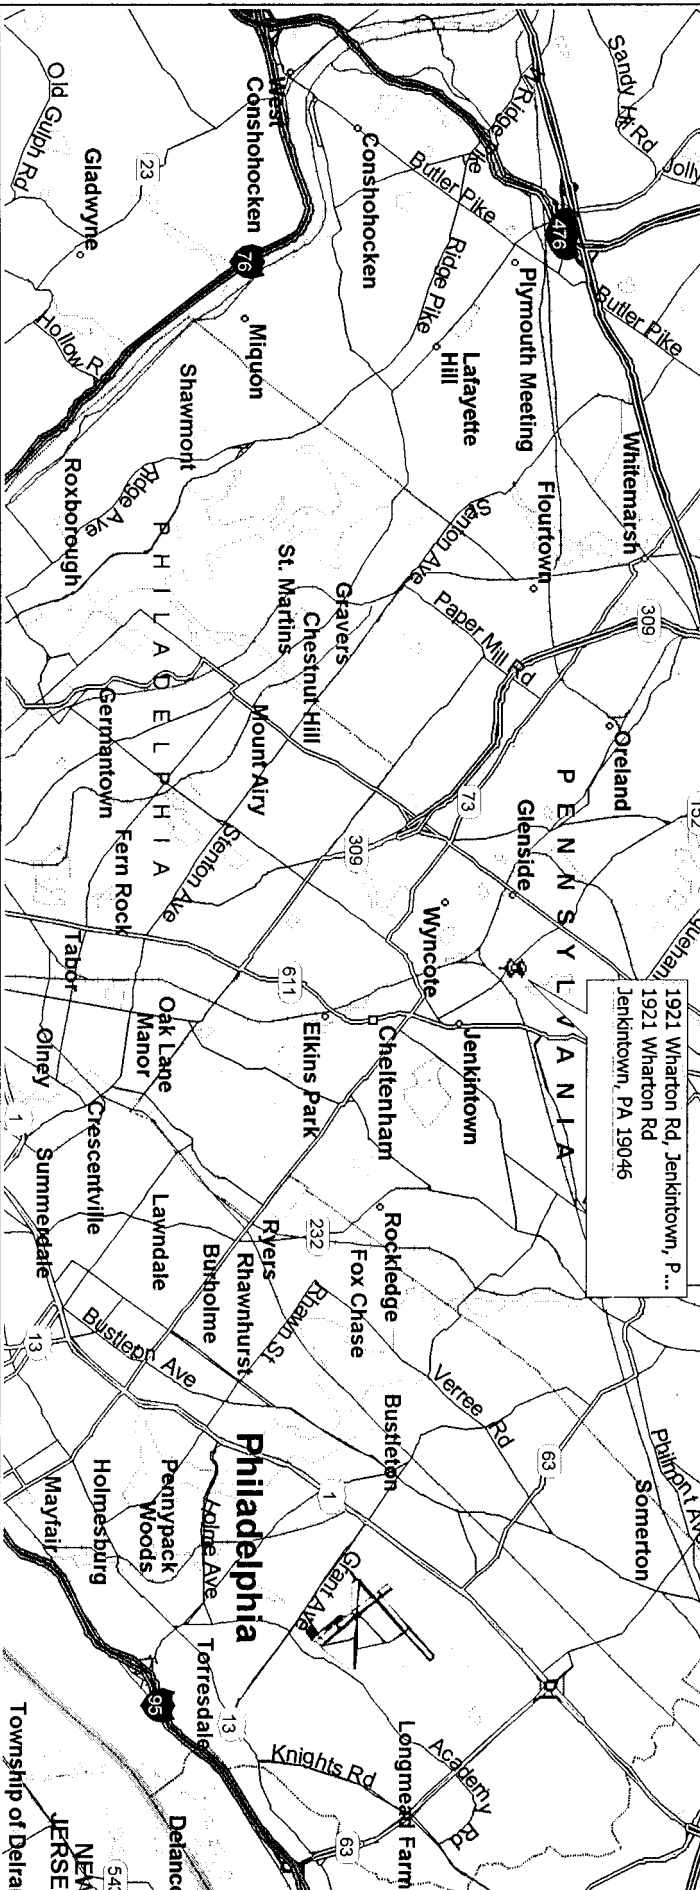 Sandy Hill Rd
Jolly
152
quehanna
1921 Wharton Rd, Jenkintown, P...
1921 Wharton Rd
Jenkintown, PA 19046
Philmont Ave
Somerton
Butler Pike
Whitemarsh
309
Oreland
476
PENNSYLVANIA
Plymouth Meeting
Flourtown
Glenside
Ridge Pike
Butler Pike
Lafayette
Hill
Ridge Pike
Stenton Ave
Paper Mill Rd
73
Wyncote
Jenkintown
Verree Rd
63
Conshohocken
Cheltenham
Rockledge
Fox Chase
Bustleton
Academy Rd
Longmead Farm
63
Gravers
Chestnut Hill
St. Martins
309
611
Elkins Park
232
Rhawn St
1
Grant Ave
Knights Rd
West
Conshohocken
76
Miquon
Mount Airy
Stenton Ave
Ryers
Rhawnhurst
Burholme
Philadelphia
13
Torresdale
23
Shawmont
Ridge Ave
PHILADELPHIA
Oak Lane
Manor
Lawndale
Bustleton Ave
Pennypack
Woods
95
Gladwyne
Hollow R
Roxborough
Germantown
Fern Rock
Crescentville
Holmesburg
Old Gulph Rd
Tabor
Olney
Summerdale
1
13
Mayfair
Delanco
NEW
JERSE
Township of Delra